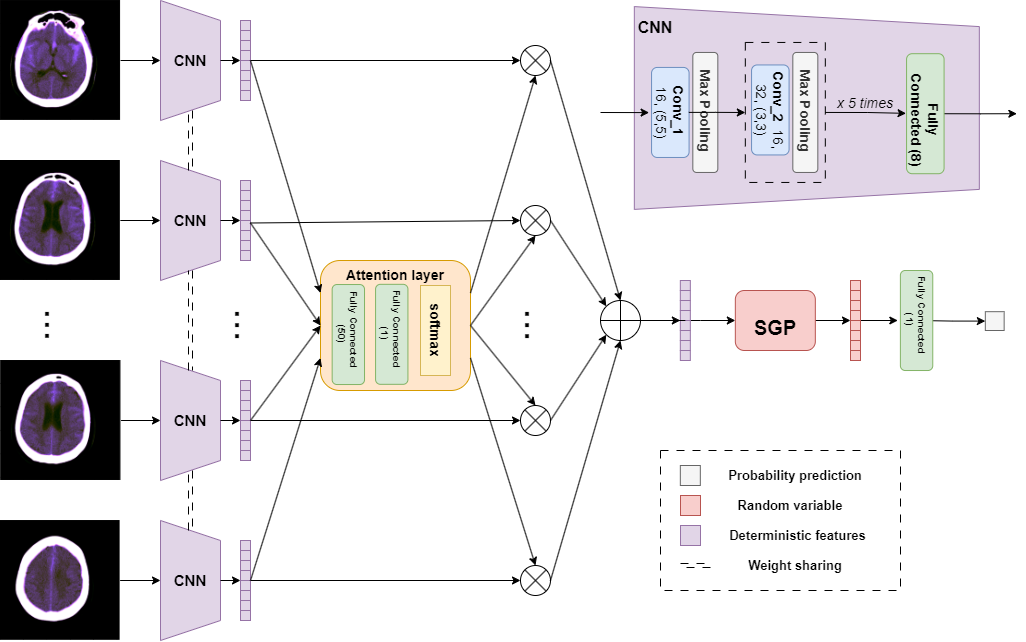 CNN
CNN
CNN
CNN
Attention layer
Fully Connected
(50)
Fully Connected
(1)
softmax
SGP
Fully Connected
(1)
CNN
Conv_1
16, (5,5)
Max Pooling
Conv_2 16,
32, (3,3)
Max Pooling
x 5 times
Fully
Connected (8)
Probability prediction
Random variable
Deterministic features
Weight sharing